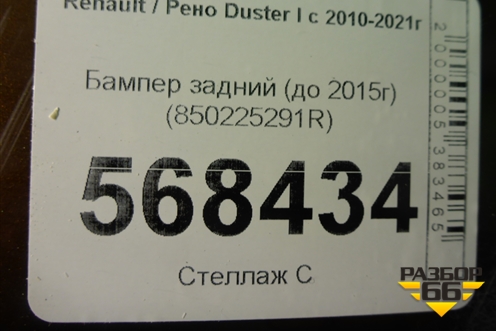 Renault / Рено Duster I с 2010-2021г
Бампер задний (до 2015г)
(850225291R)
568434
Стеллаж С
2000005383465
РАЗБОР
66